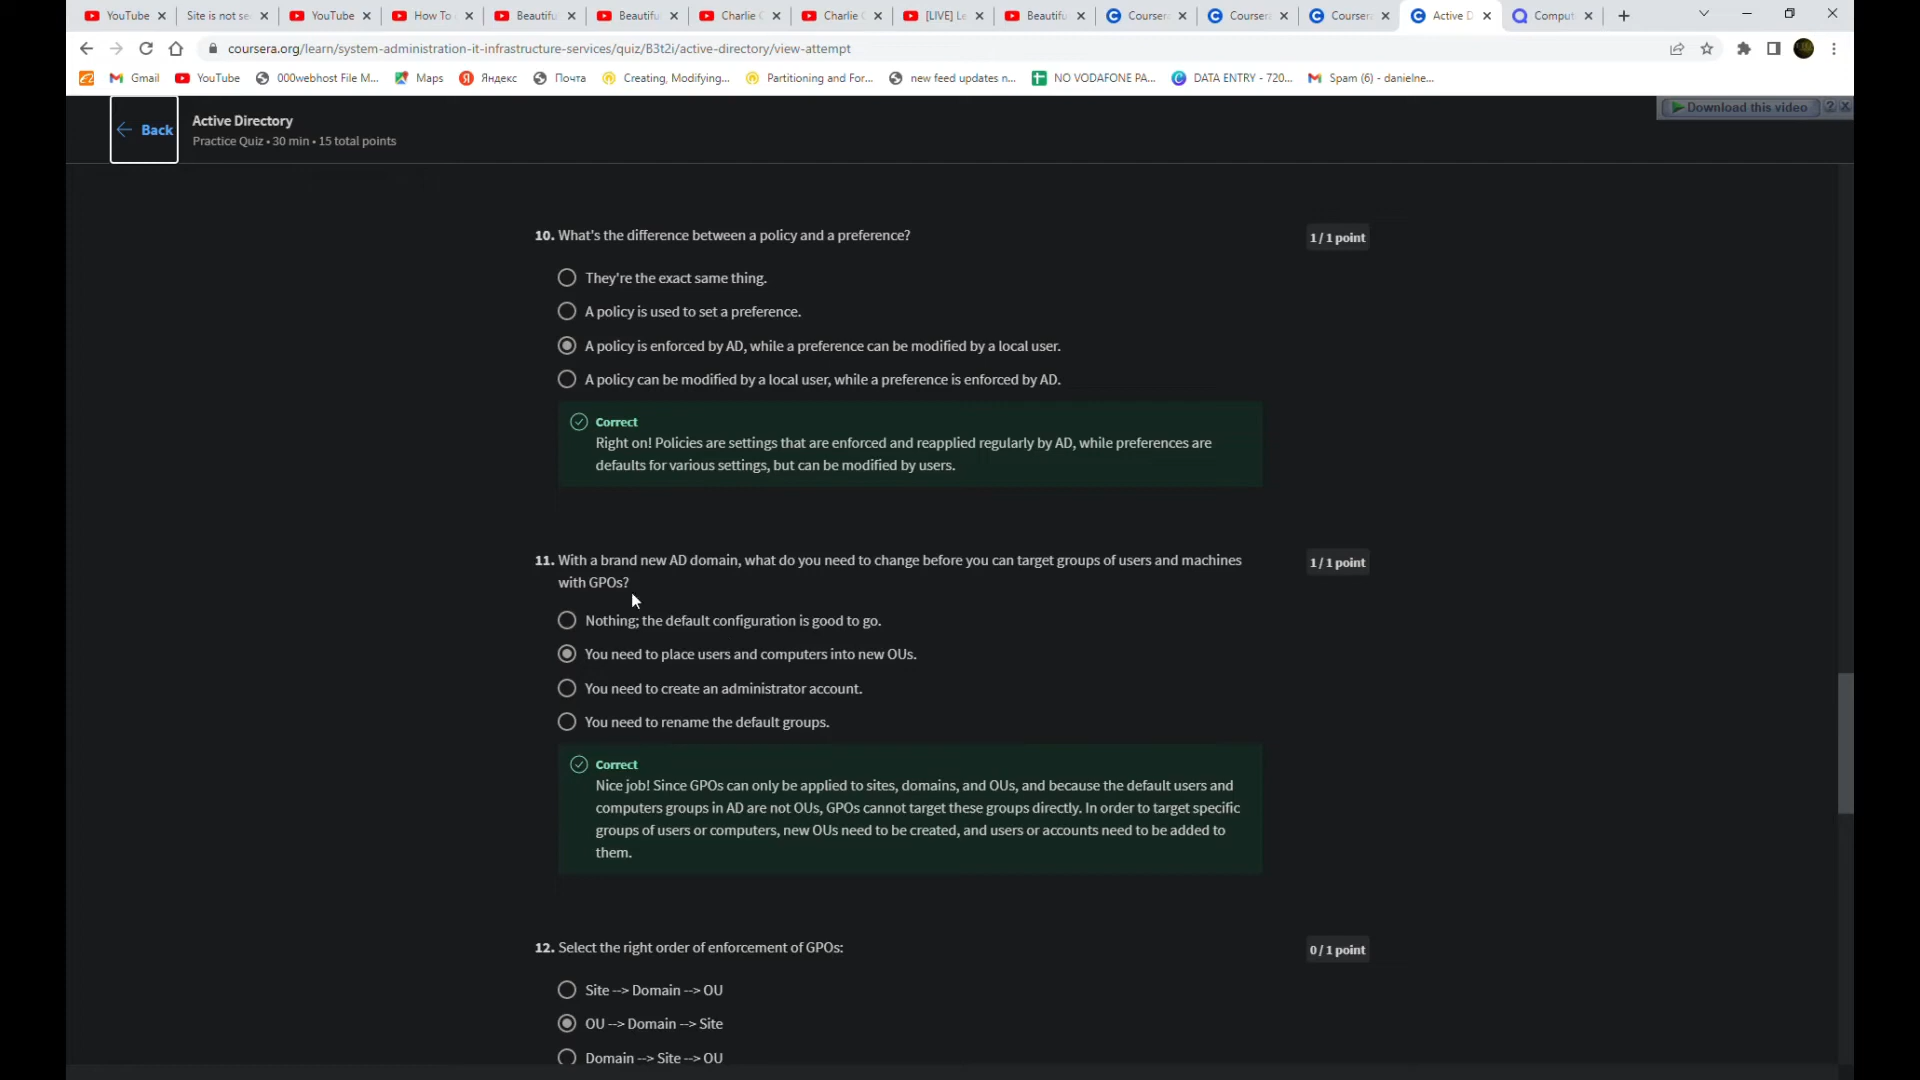 YouTube
Site is not se
YouTube
How To
Beautifu
Beautifu
Charlie
Charlie
[LIVE] L
Beautifu
Courser
Courser
Coursera
Active D
Comput
coursera.org/learn/system-administration-it-infrastructure-services/quiz/B3t2i/active-directory/view-attempt
Gmail
YouTube
000webhost File M...
Maps
Яндекс
Почта
Creating, Modifying...
Partitioning and For...
new feed updates n...
NO VODAFONE PA...
DATA ENTRY - 720...
Spam (6) - danielne...
Back
Active Directory
Practice Quiz • 30 min • 15 total points
Download this video
10. What's the difference between a policy and a preference?
1 / 1 point
They're the exact same thing.
A policy is used to set a preference.
A policy is enforced by AD, while a preference can be modified by a local user.
A policy can be modified by a local user, while a preference is enforced by AD.
Correct
Right on! Policies are settings that are enforced and reapplied regularly by AD, while preferences are
defaults for various settings, but can be modified by users.
11. With a brand new AD domain, what do you need to change before you can target groups of users and machines
with GPOs?
1 / 1 point
Nothing; the default configuration is good to go.
You need to place users and computers into new OUs.
You need to create an administrator account.
You need to rename the default groups.
Correct
Nice job! Since GPOs can only be applied to sites, domains, and OUs, and because the default users and
computers groups in AD are not OUs, GPOs cannot target these groups directly. In order to target specific
groups of users or computers, new OUs need to be created, and users or accounts need to be added to
them.
12. Select the right order of enforcement of GPOs:
0 / 1 point
Site --> Domain --> OU
OU --> Domain --> Site
Domain --> Site --> OU